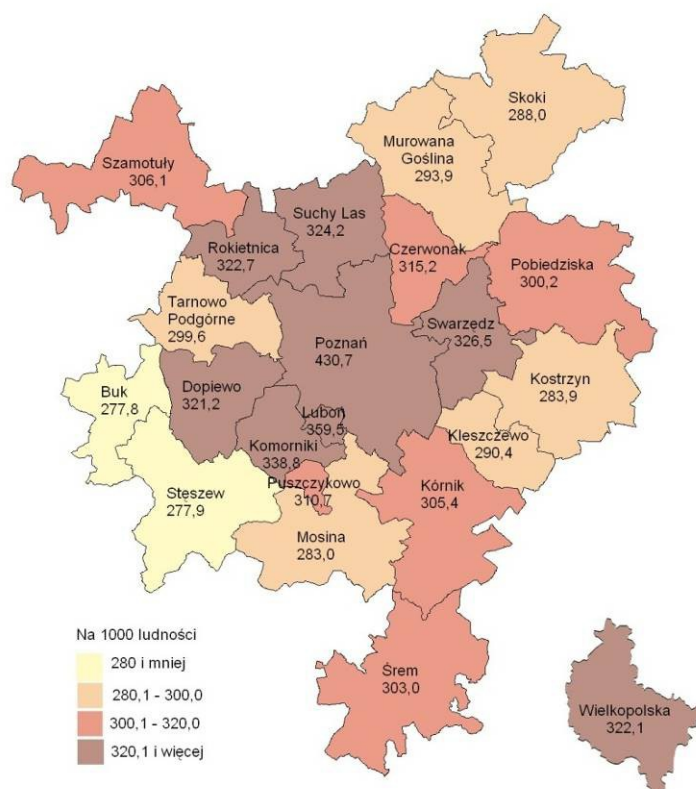 Skoki
288,0
Murowana
Goślina
293,9
Szamotuły
306,1
Suchy Las
324,2
Rokietnica
322,7
Czerwonak
315,2
Pobiedziska
300,2
Tarnowo
Podgórne
299,6
Poznań
430,7
Swarzędz
326,5
Buk
277,8
Dopiewo
321,2
Kostrzyn
283,9
Luboń
359,5
Kleszczewo
290,4
Komorniki
338,8
Puszczykowo
310,7
Kórnik
305,4
Stęszew
277,9
Mosina
283,0
Śrem
303,0
Wielkopolska
322,1
Na 1000 ludności
280 i mniej
280,1 - 300,0
300,1 - 320,0
320,1 i więcej